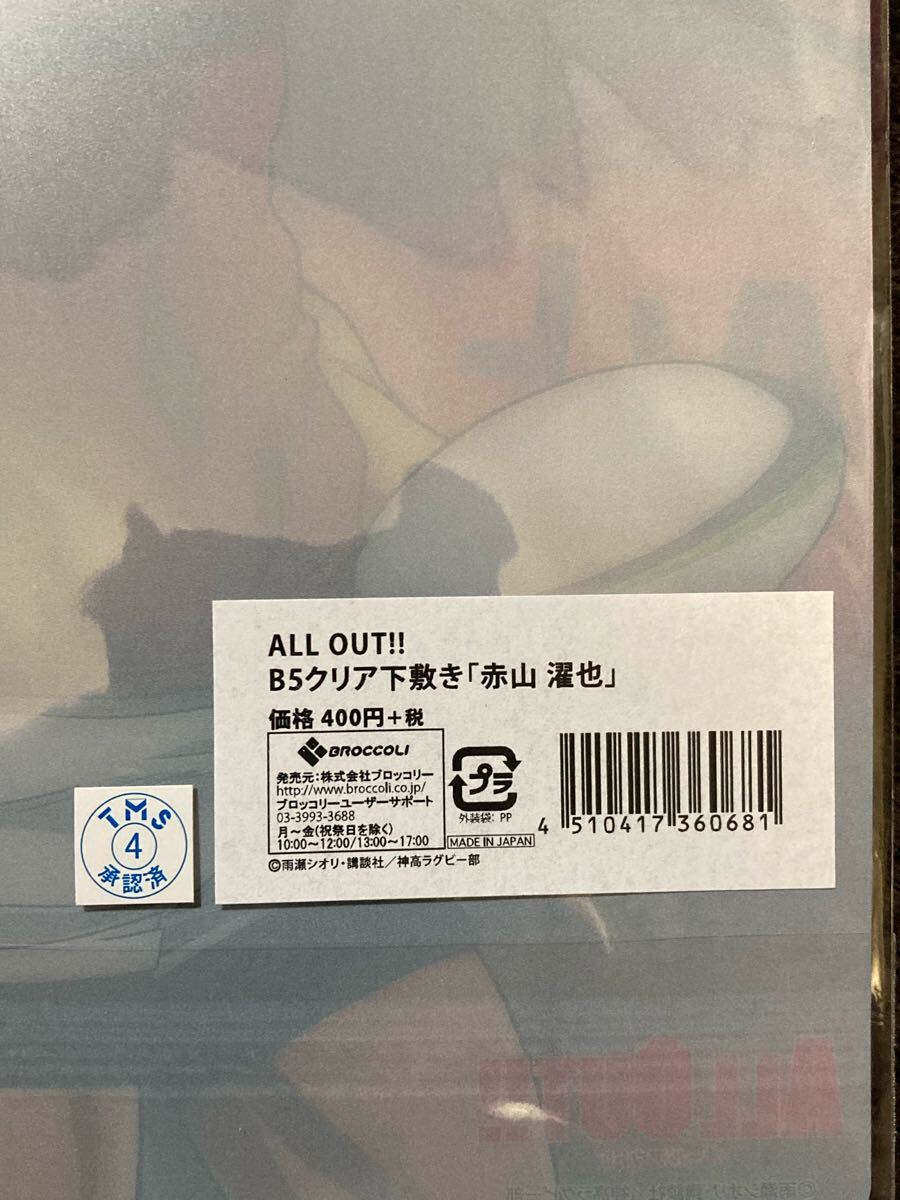 ALL OUT!!
B5クリア下敷き「赤山 濯也」
価格 400円+税
BROCCOLI
発売元:株式会社ブロッコリー
http://www.broccoli.co.jp/
ブロッコリーユーザーサポート
03-3993-3688
月~金(祝祭日を除く)
10:00~12:00/13:00~17:00
プラ
外装袋: PP
MADE IN JAPAN
4 510417 360681
©雨瀬シオリ・講談社/神高ラグビー部
TMS
4
承認済
ALL OUT!!